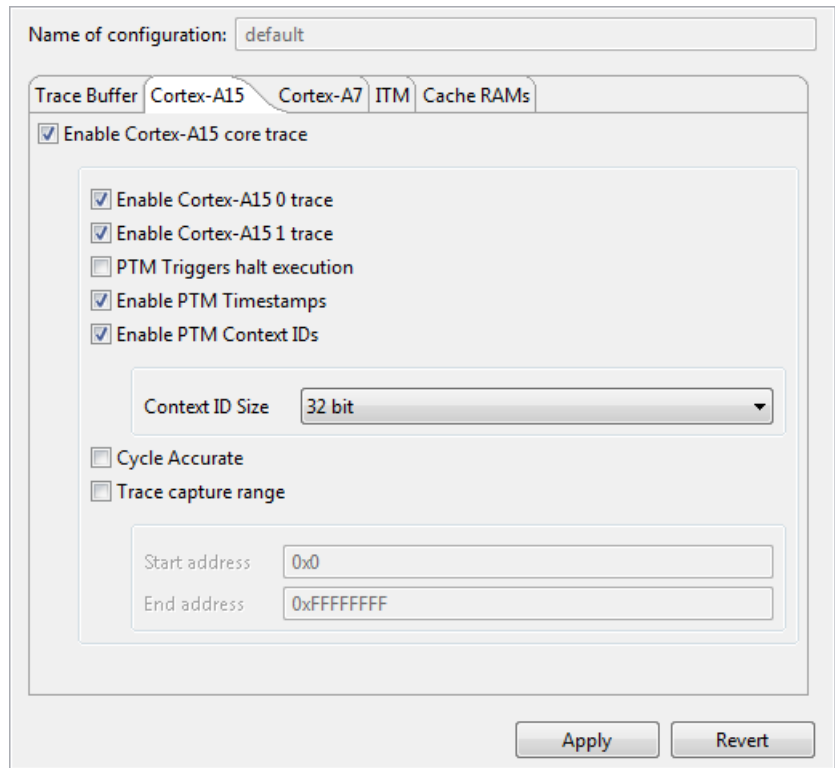 Name of configuration: default
Trace Buffer Cortex-A15 Cortex-A7 ITM Cache RAMs
Enable Cortex-A15 core trace
Enable Cortex-A15 0 trace
Enable Cortex-A15 1 trace
PTM Triggers halt execution
Enable PTM Timestamps
Enable PTM Context IDs
Context ID Size 32 bit
Cycle Accurate
Trace capture range
Start address 0x0
End address 0xFFFFFFFF
Apply Revert